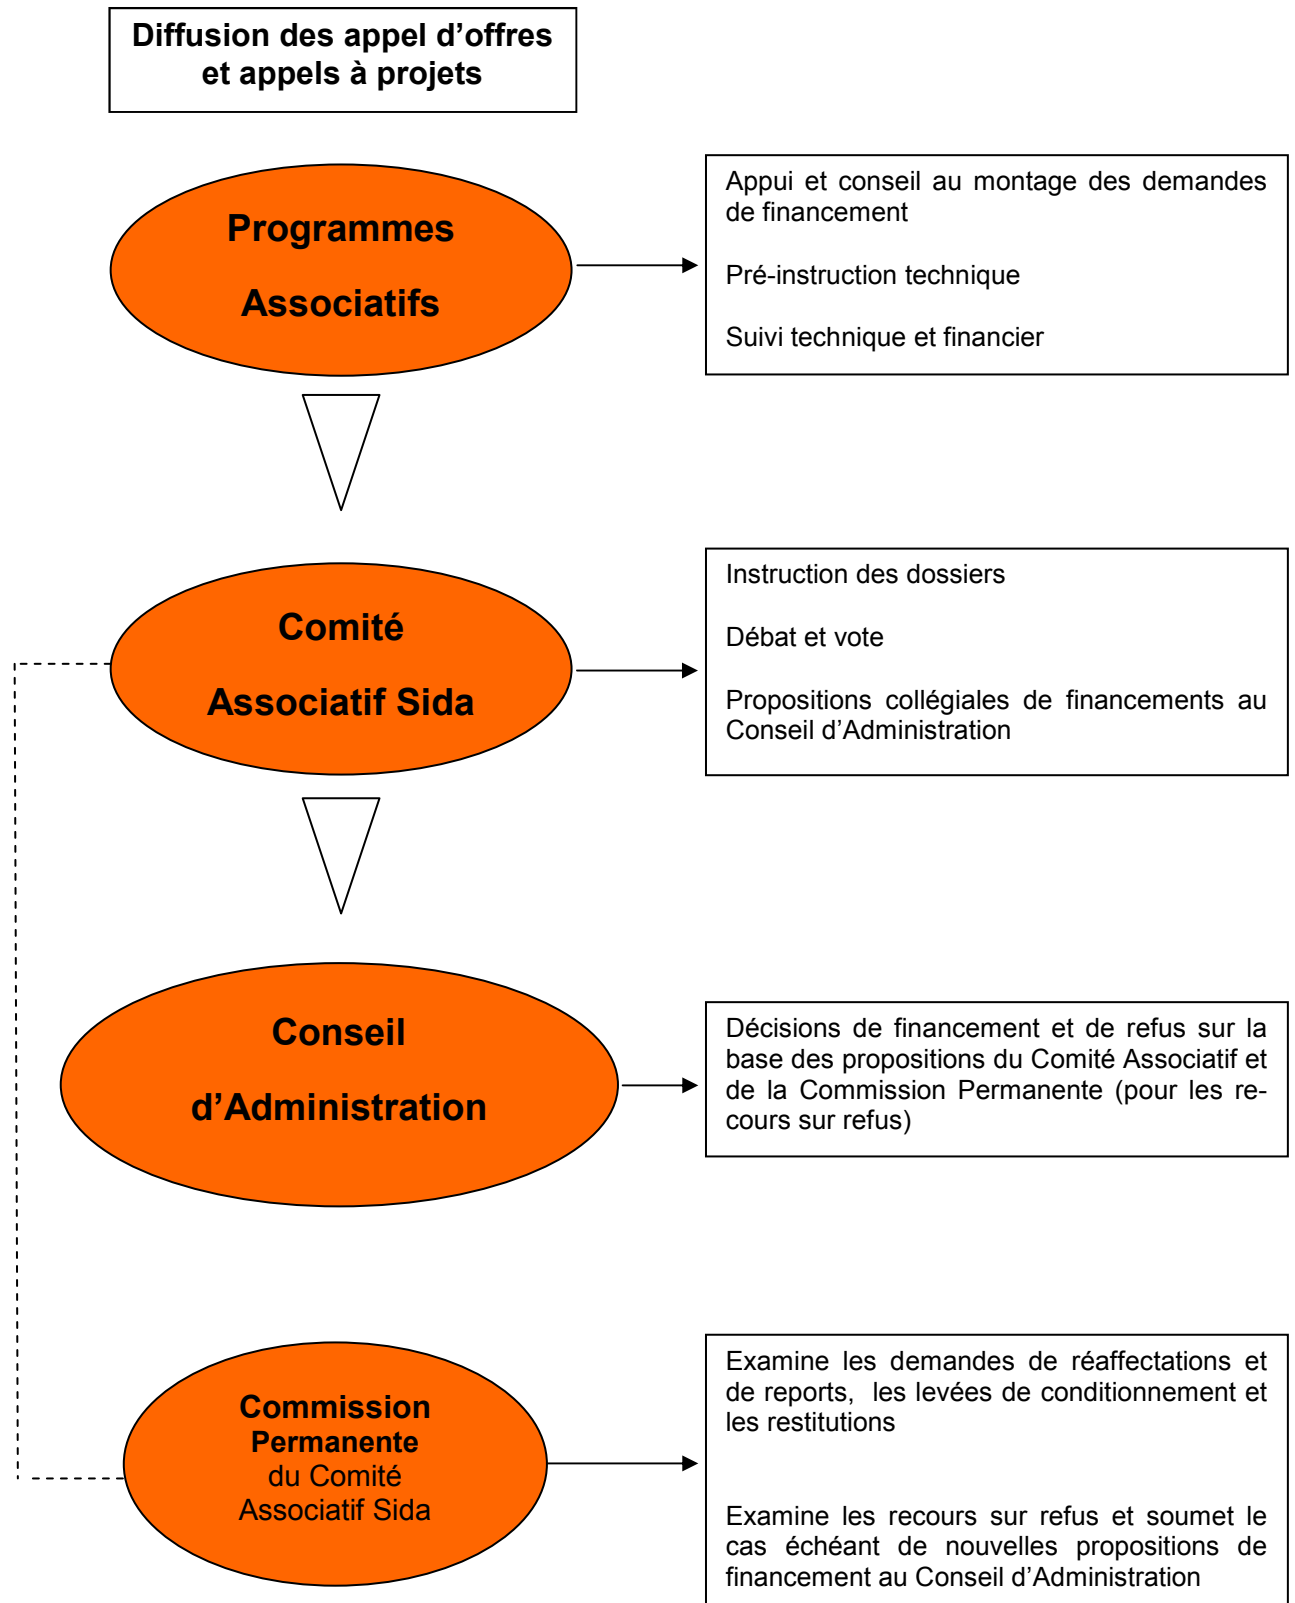 Diffusion des appel d’offres
et appels à projets
Programmes
Associatifs
Appui et conseil au montage des demandes
de financement
Pré-instruction technique
Suivi technique et financier
Comité
Associatif Sida
Instruction des dossiers
Débat et vote
Propositions collégiales de financements au
Conseil d’Administration
Conseil
d’Administration
Décisions de financement et de refus sur la
base des propositions du Comité Associatif et
de la Commission Permanente (pour les re-
cours sur refus)
Commission
Permanente
du Comité
Associatif Sida
Examine les demandes de réaffectations et
de reports, les levées de conditionnement et
les restitutions
Examine les recours sur refus et soumet le
cas échéant de nouvelles propositions de
financement au Conseil d’Administration